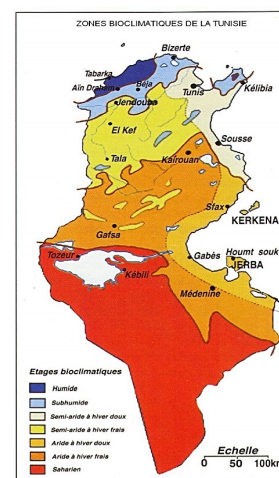 ZONES BIOCLIMATIQUES DE LA TUNISIE
Bizerte
Tabarka
Tunis
Aïn Draham
Béja
Kélibia
Jendouba
El Kef
Sousse
Tala
Kairouan
Sfax
KERKENA
Gafsa
Tozeur
Gabès
Houmt souk
JERBA
Kébili
Médenine
Etages bioclimatiques
Humide
Subhumide
Semi-aride à hiver doux
Semi-aride à hiver frais
Aride à hiver doux
Aride à hiver frais
Saharien
Echelle
0 100km